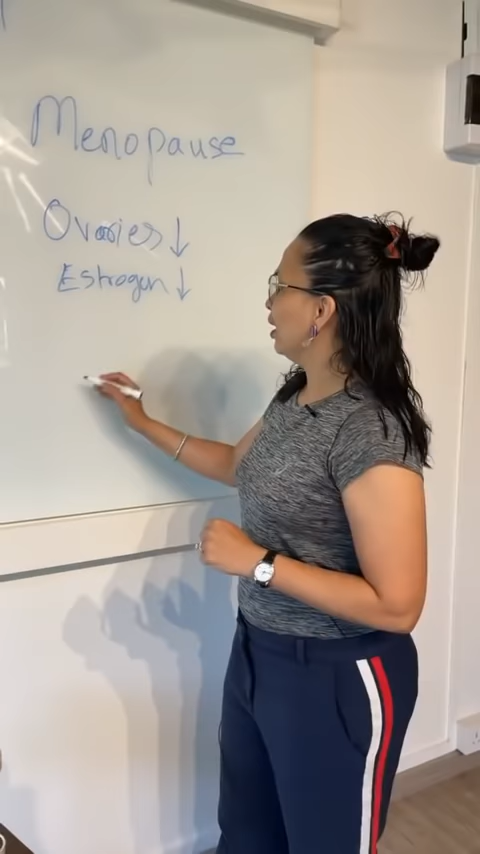 Menopause
Ovaries ↓
Estrogen ↓